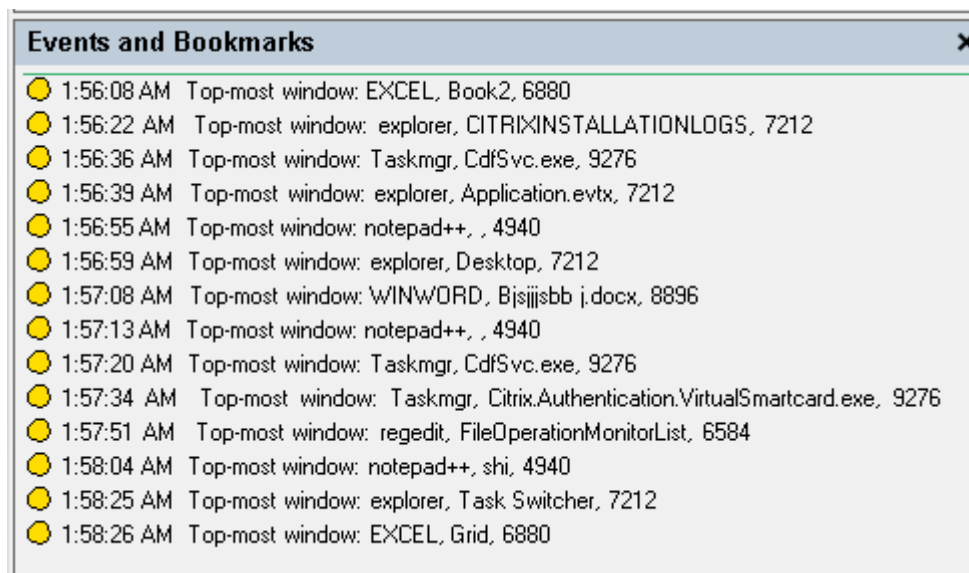 Events and Bookmarks
1:56:08 AM Top-most window: EXCEL, Book2, 6880
1:56:22 AM Top-most window: explorer, CITRIXINSTALLATIONLOGS, 7212
1:56:36 AM Top-most window: Taskmgr, CdfSvc.exe, 9276
1:56:39 AM Top-most window: explorer, Application.evtx, 7212
1:56:55 AM Top-most window: notepad++, , 4940
1:56:59 AM Top-most window: explorer, Desktop, 7212
1:57:08 AM Top-most window: WINWORD, Bjsjjjsbb j.docx, 8896
1:57:13 AM Top-most window: notepad++, , 4940
1:57:20 AM Top-most window: Taskmgr, CdfSvc.exe, 9276
1:57:34 AM Top-most window: Taskmgr, Citrix.Authentication.VirtualSmartcard.exe, 9276
1:57:51 AM Top-most window: regedit, FileOperationMonitorList, 6584
1:58:04 AM Top-most window: notepad++, shi, 4940
1:58:25 AM Top-most window: explorer, Task Switcher, 7212
1:58:26 AM Top-most window: EXCEL, Grid, 6880